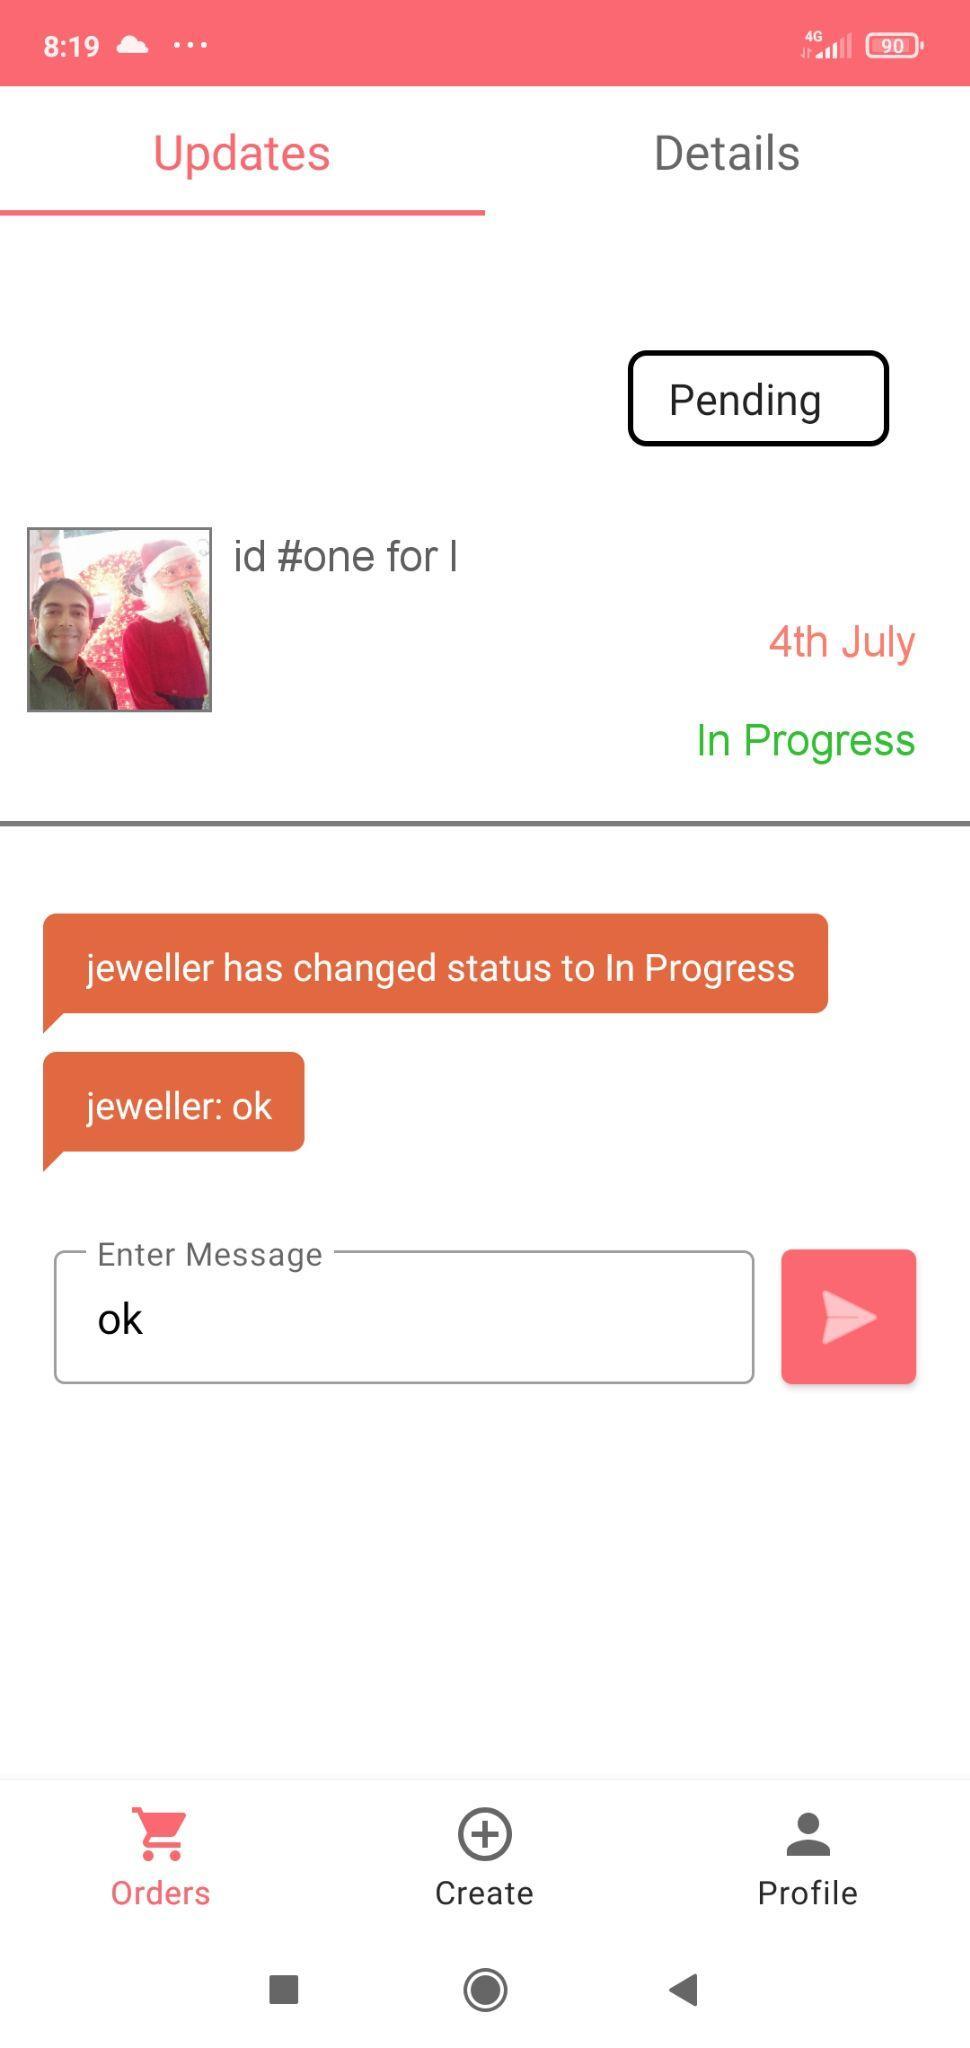 8:19
4G
90
Updates
Details
Pending
id #one for l
4th July
In Progress
jeweller has changed status to In Progress
jeweller: ok
Enter Message
ok
Orders
Create
Profile